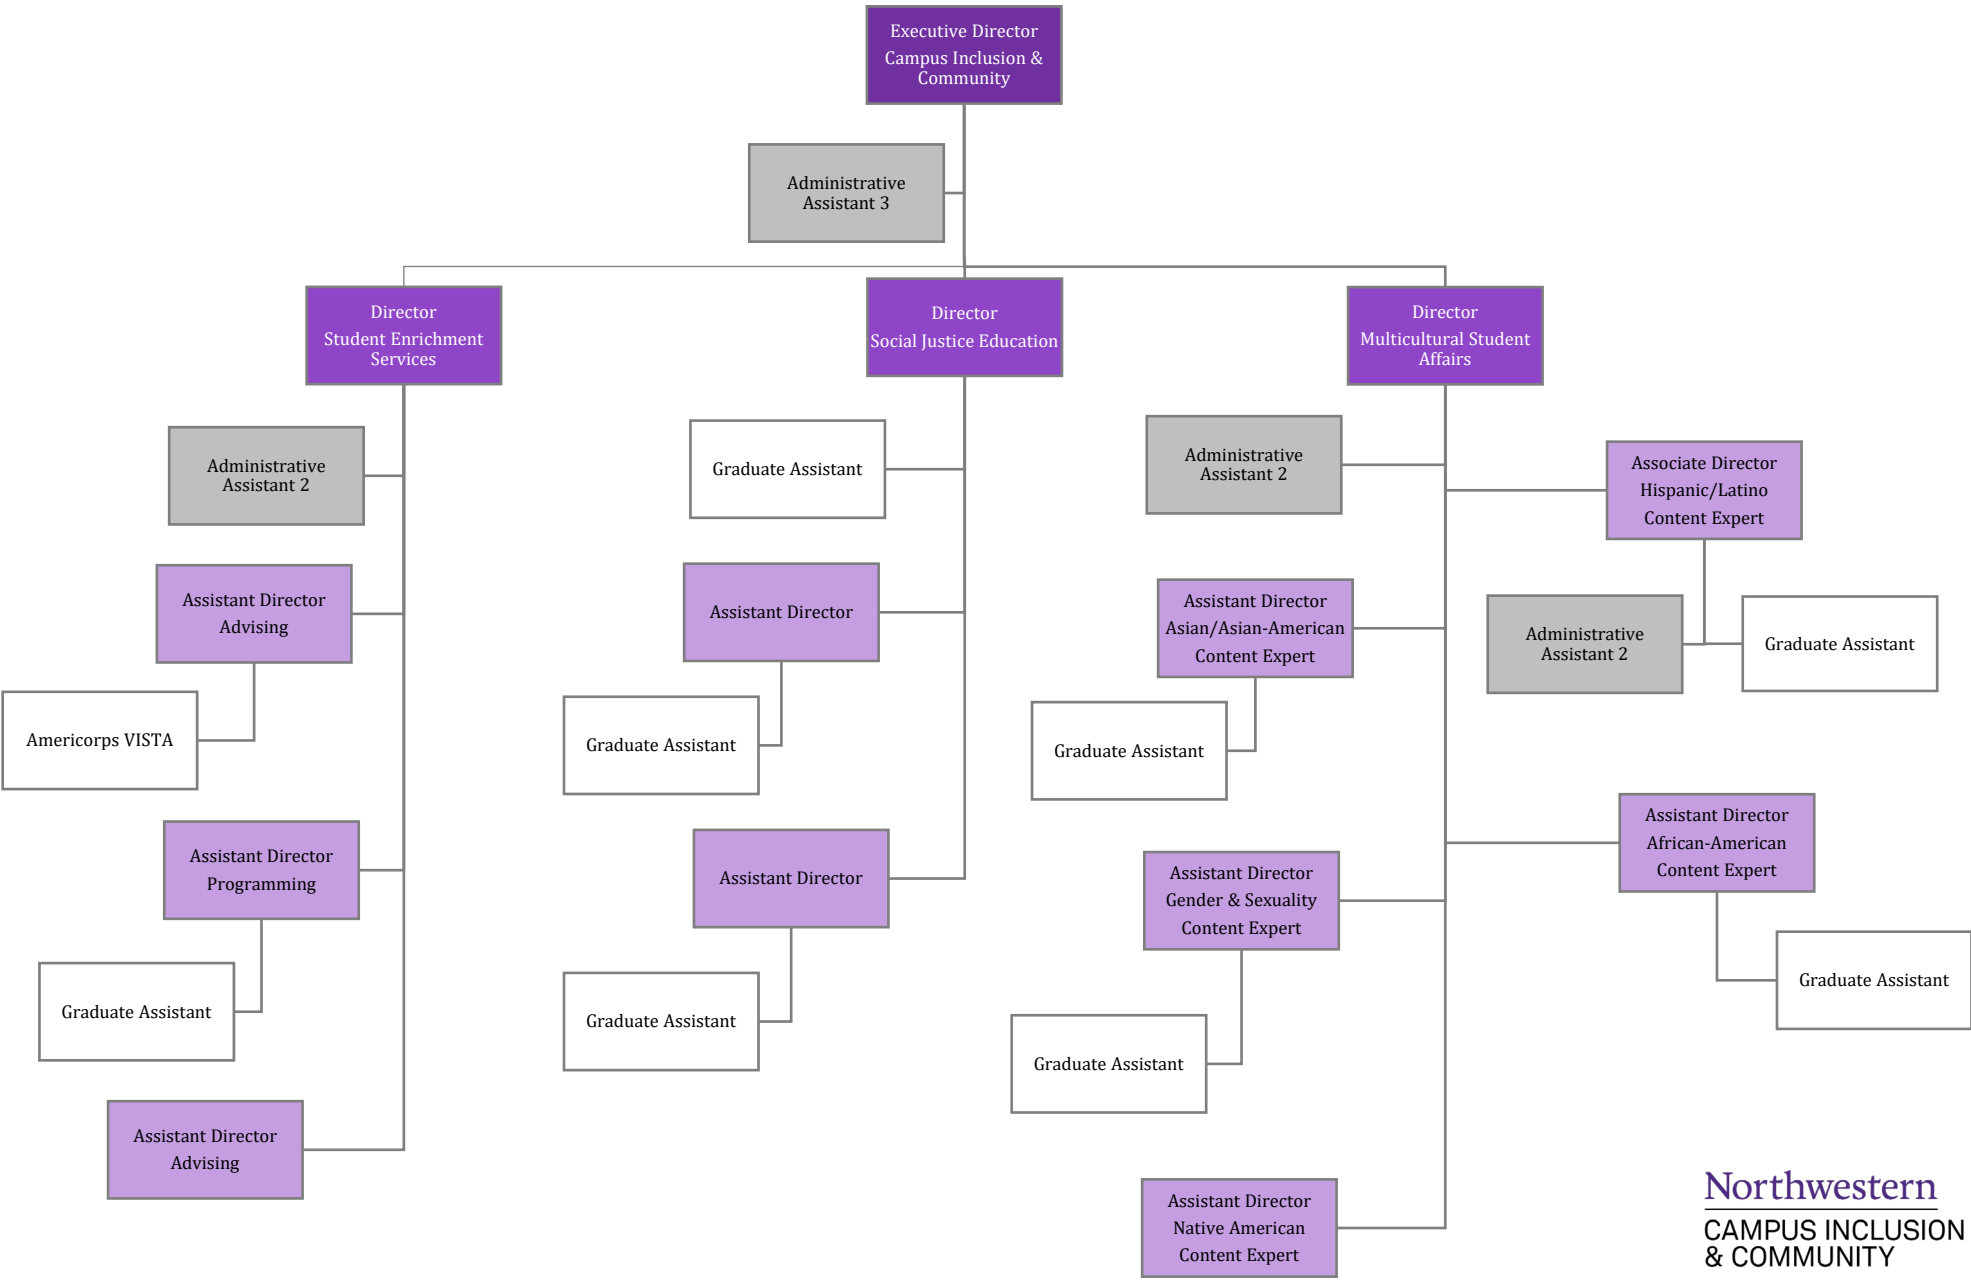 Executive Director
Campus Inclusion &
Community
Administrative
Assistant 3
Director
Student Enrichment
Services
Director
Social Justice Education
Director
Multicultural Student
Affairs
Administrative
Assistant 2
Assistant Director
Advising
Americorps VISTA
Assistant Director
Programming
Graduate Assistant
Assistant Director
Advising
Graduate Assistant
Assistant Director
Graduate Assistant
Assistant Director
Graduate Assistant
Administrative
Assistant 2
Associate Director
Hispanic/Latino
Content Expert
Administrative
Assistant 2
Graduate Assistant
Assistant Director
Asian/Asian-American
Content Expert
Graduate Assistant
Assistant Director
African-American
Content Expert
Graduate Assistant
Assistant Director
Gender & Sexuality
Content Expert
Graduate Assistant
Assistant Director
Native American
Content Expert
Northwestern
CAMPUS INCLUSION
& COMMUNITY